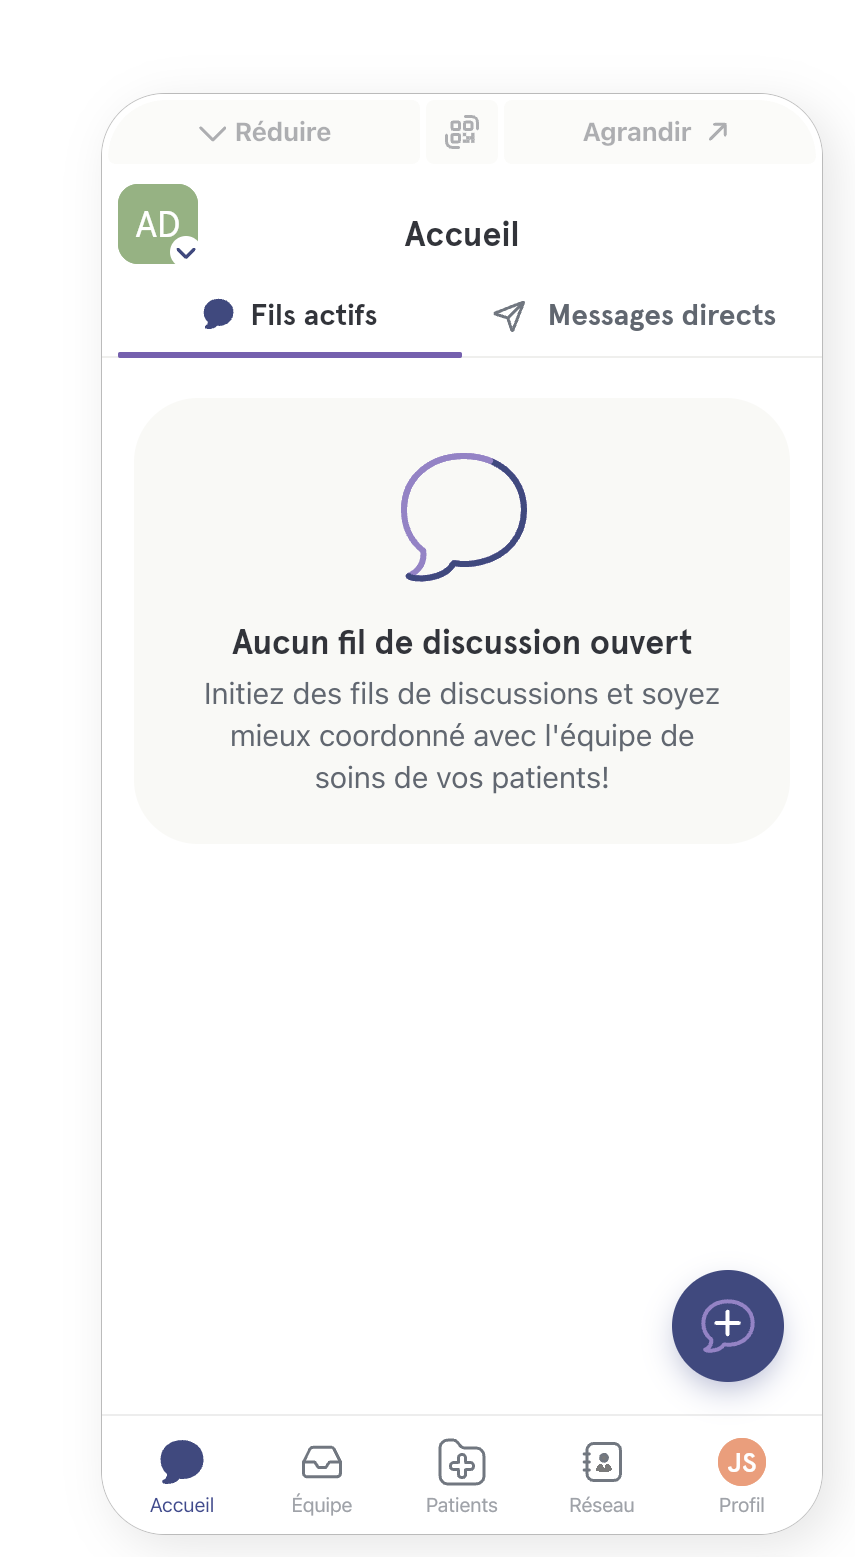 Réduire
Agrandir
AD
Accueil
Fils actifs
Messages directs
Aucun fil de discussion ouvert
Initiez des fils de discussions et soyez
mieux coordonné avec l'équipe de
soins de vos patients!
Accueil
Équipe
Patients
Réseau
JS
Profil